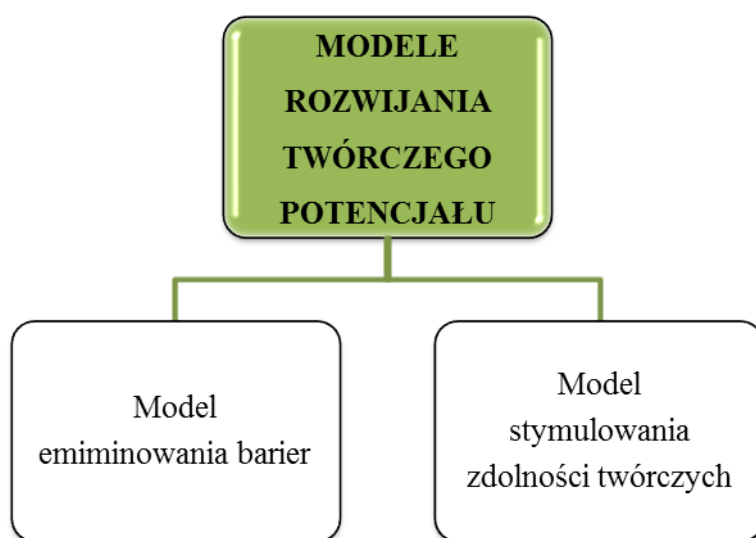 MODELE
ROZWIJANIA
TWÓRCZEGO
POTENCJAŁU
Model
emiminowania barier
Model
stymulowania
zdolności twórczych